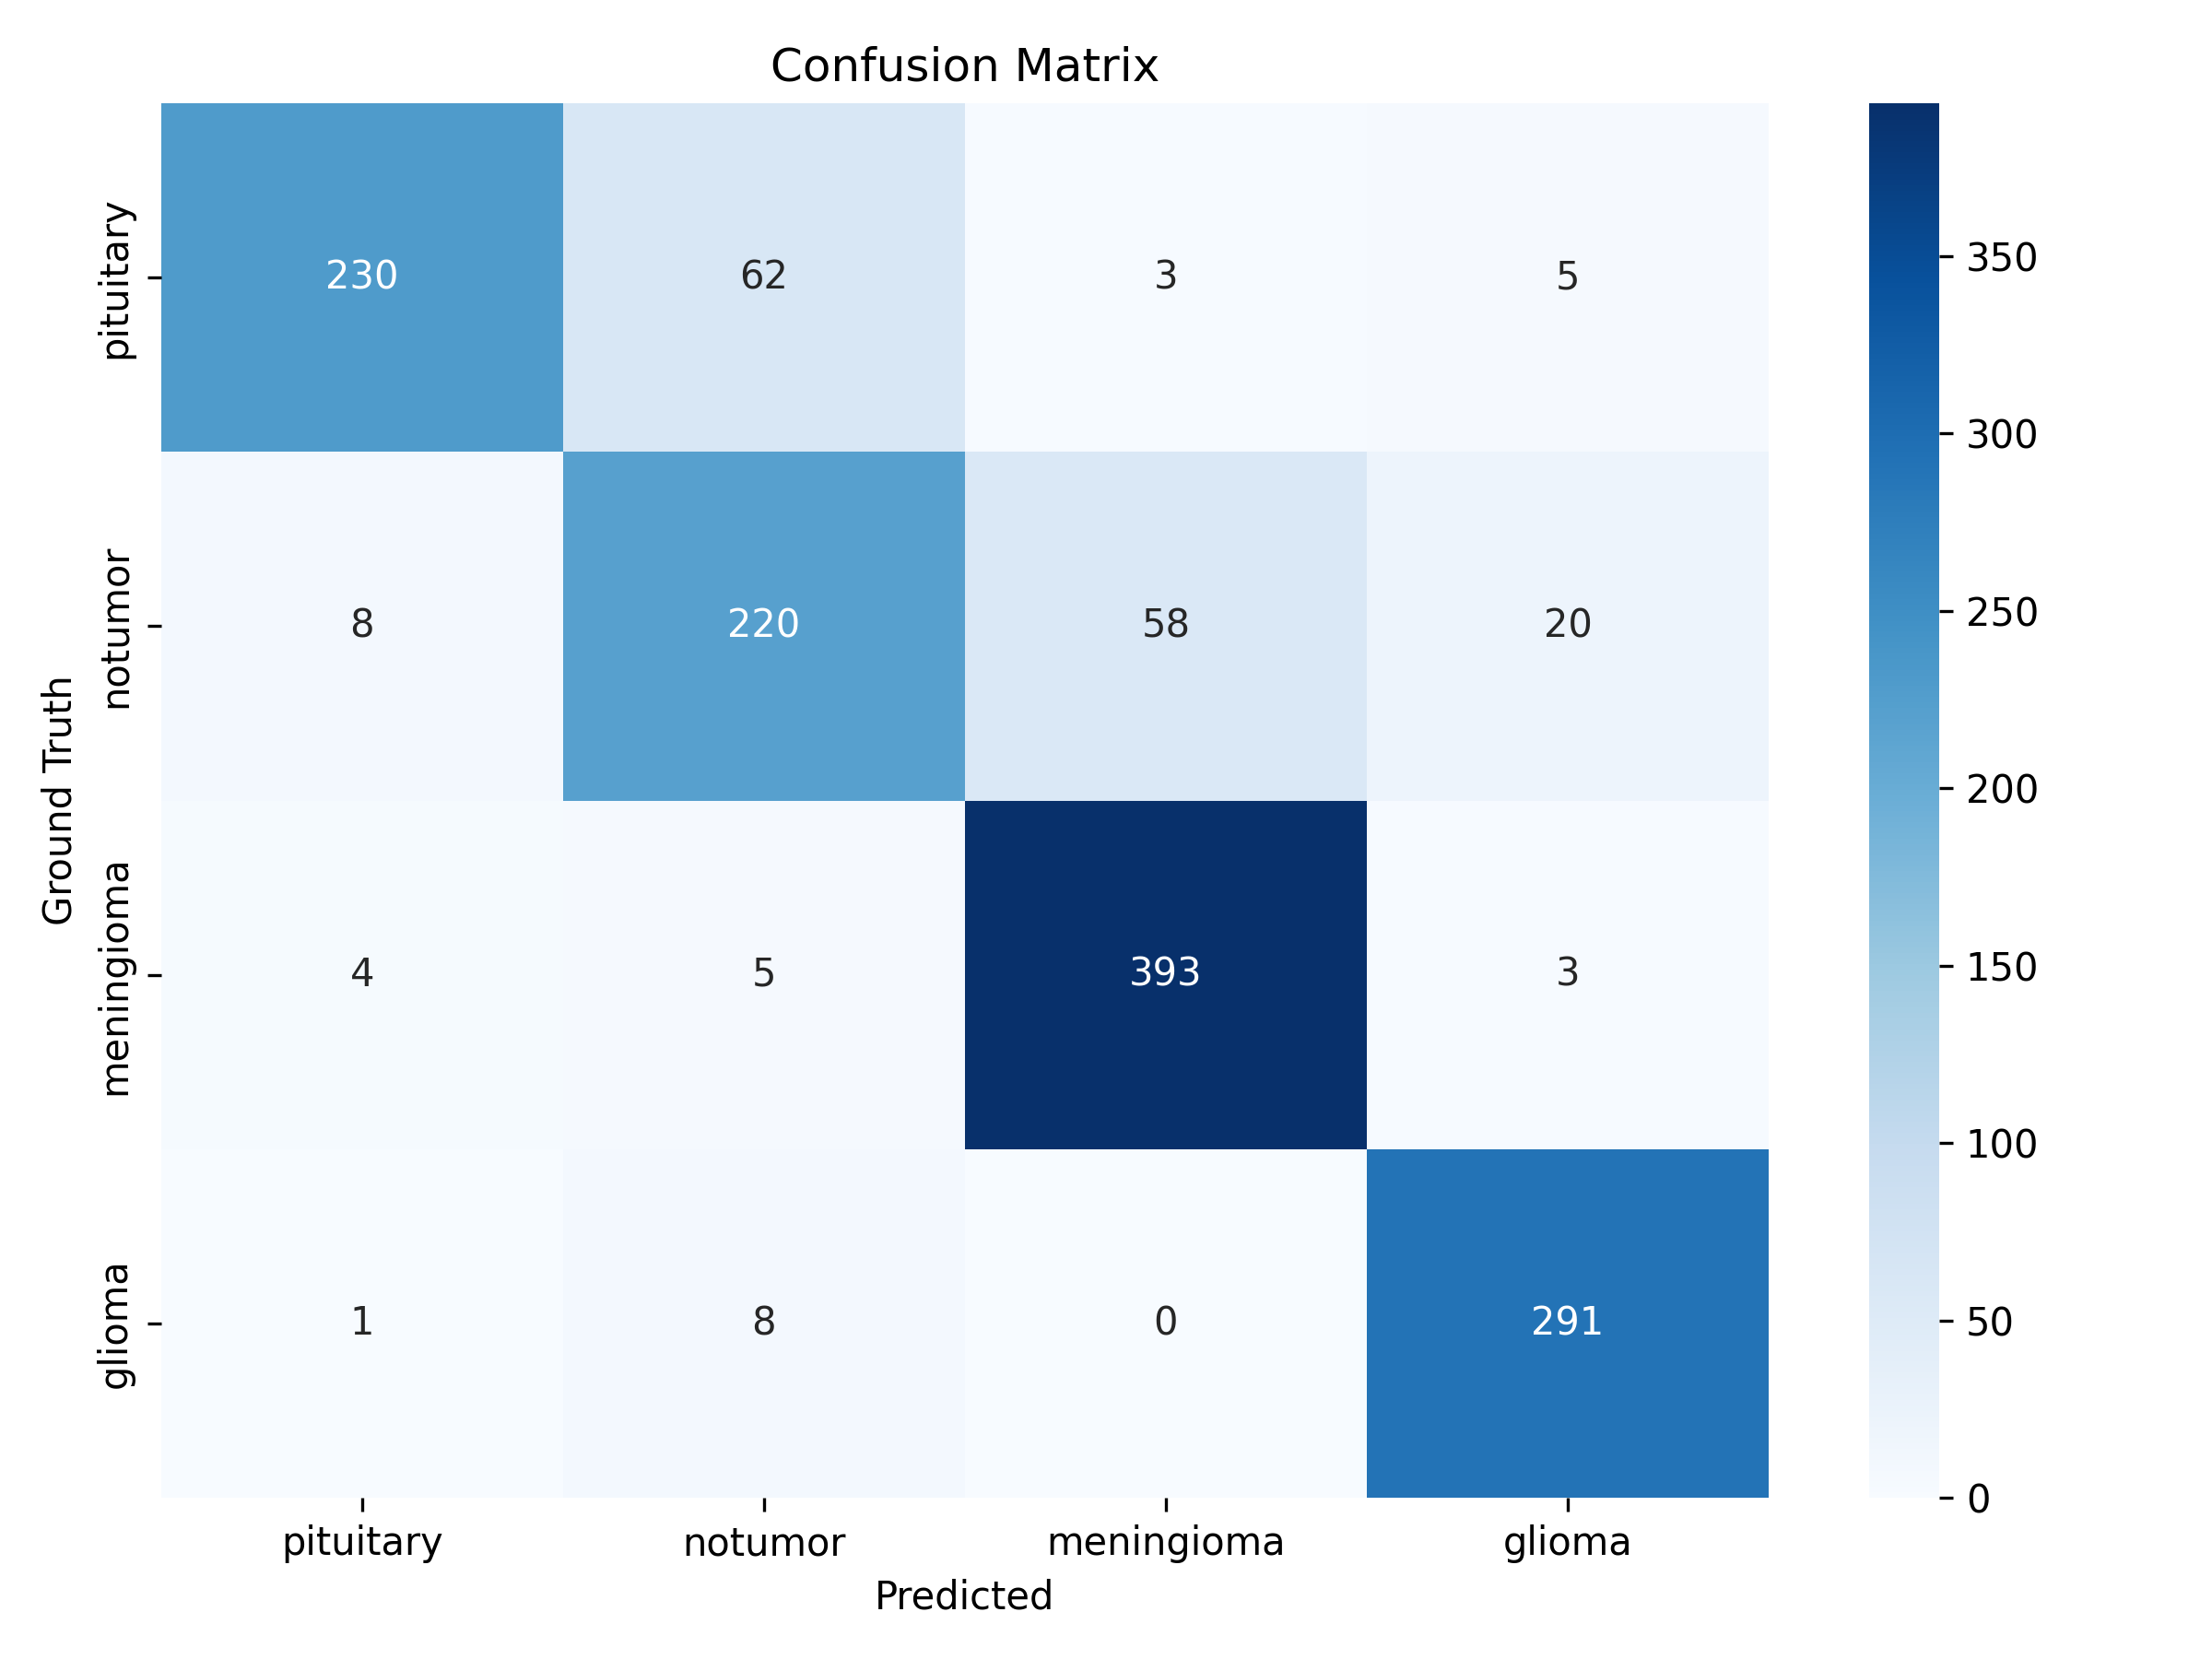 Confusion Matrix
Ground Truth
pituitary
230 62 3 5
notumor
8 220 58 20
meningioma
4 5 393 3
glioma
1 8 0 291
pituitary notumor meningioma glioma
Predicted
350
300
250
200
150
100
50
0